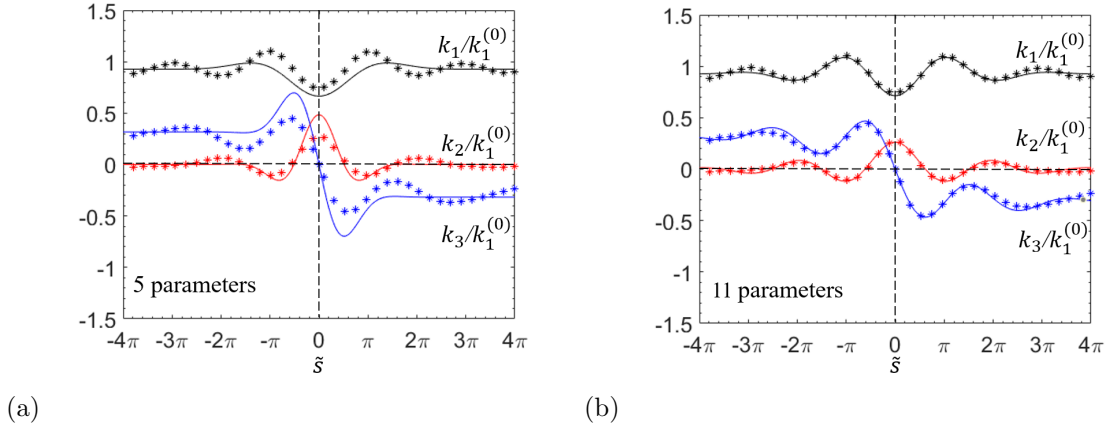 1.5
1
0.5
0
-0.5
-1
-1.5
k₁/k₁⁽⁰⁾
k₂/k₁⁽⁰⁾
k₃/k₁⁽⁰⁾
5 parameters
-4π -3π -2π -π 0 π 2π 3π 4π
s̃
(a)
1.5
1
0.5
0
-0.5
-1
-1.5
k₁/k₁⁽⁰⁾
k₂/k₁⁽⁰⁾
k₃/k₁⁽⁰⁾
11 parameters
-4π -3π -2π -π 0 π 2π 3π 4π
s̃
(b)